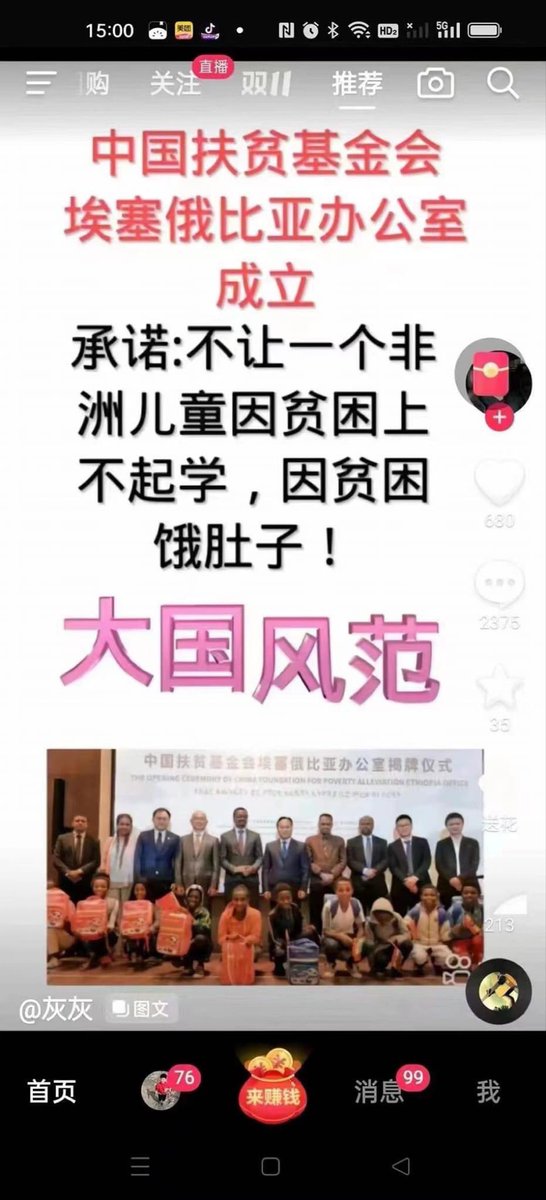 15:00
美团
HD2
5G
购
关注
直播
双11
推荐
中国扶贫基金会
埃塞俄比亚办公室
成立
承诺:不让一个非
洲儿童因贫困上
不起学，因贫困
饿肚子！
大国风范
680
2375
35
送花
213
中国扶贫基金会埃塞俄比亚办公室揭牌仪式
THE OPENING CEREMONY OF CHINA FOUNDATION FOR POVERTY ALLEVIATION ETHIOPIA OFFICE
@灰灰
图文
首页
76
来赚钱
消息
99
我